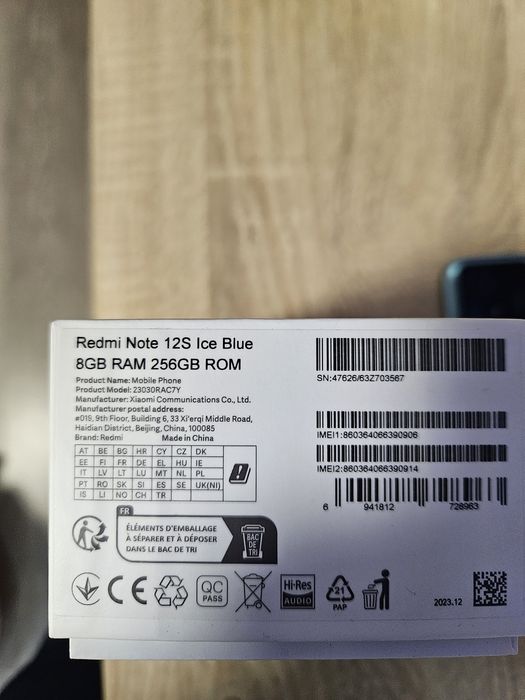 Redmi Note 12S Ice Blue
8GB RAM 256GB ROM
Product Name: Mobile Phone
Product Model: 23030RAC7Y
Manufacturer: Xiaomi Communications Co., Ltd.
Manufacturer postal address:
#019, 9th Floor, Building 6, 33 Xi'erqi Middle Road,
Haidian District, Beijing, China, 100085
Brand: Redmi Made in China
AT BE BG HR CY CZ DK
EE FI FR DE EL HU IE
IT LV LT LU MT NL PL
PT RO SK SI ES SE UK(NI)
IS LI NO CH TR
SN:47626/63Z703567
IMEI1:860364066390906
IMEI2:860364066390914
6 941812 728963
FR
ÉLÉMENTS D'EMBALLAGE
À SÉPARER ET À DÉPOSER
DANS LE BAC DE TRI
BAC
DE
TRI
CE
QC
PASS
Hi-Res
AUDIO
21
PAP
2023.12